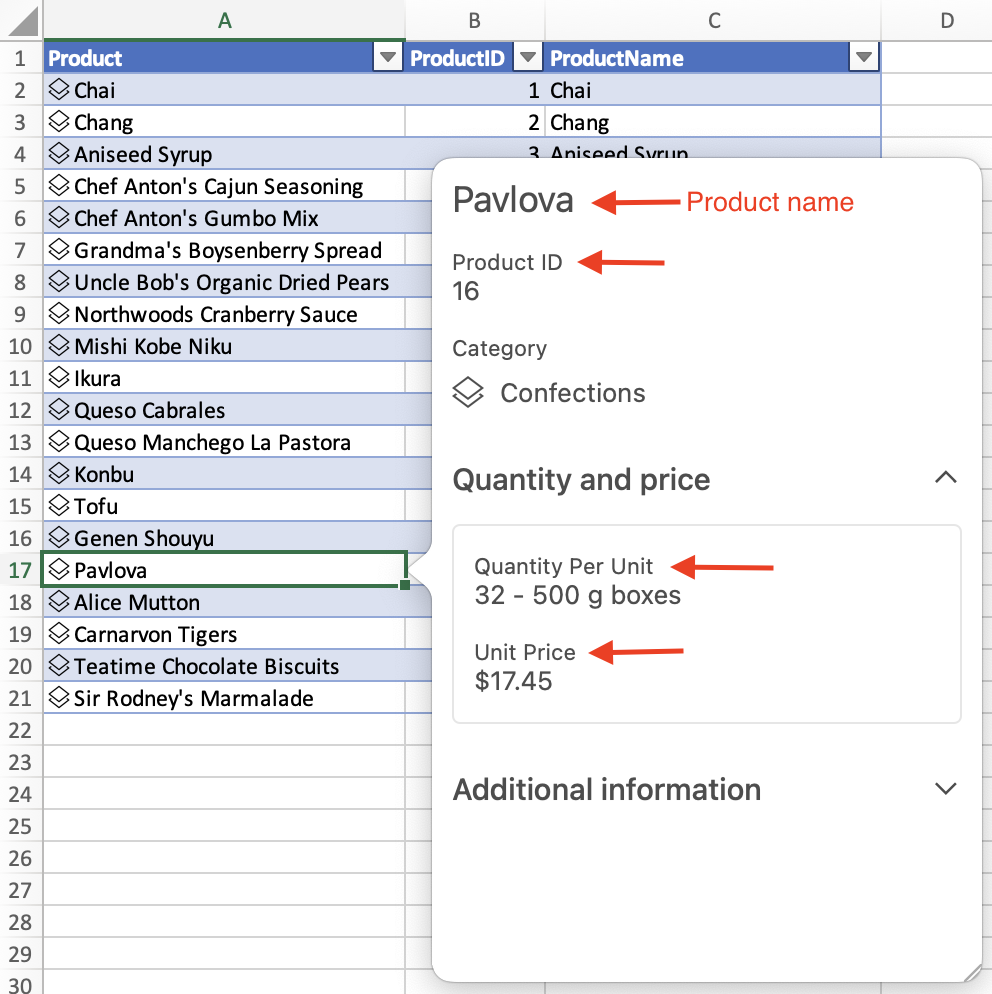 A B C D
1 Product ProductID ProductName
2 Chai 1 Chai
3 Chang 2 Chang
4 Aniseed Syrup 3 Aniseed Syrup
5 Chef Anton's Cajun Seasoning
6 Chef Anton's Gumbo Mix
7 Grandma's Boysenberry Spread
8 Uncle Bob's Organic Dried Pears
9 Northwoods Cranberry Sauce
10 Mishi Kobe Niku
11 Ikura
12 Queso Cabrales
13 Queso Manchego La Pastora
14 Konbu
15 Tofu
16 Genen Shouyu
17 Pavlova
18 Alice Mutton
19 Carnarvon Tigers
20 Teatime Chocolate Biscuits
21 Sir Rodney's Marmalade
22
23
24
25
26
27
28
29
30
Pavlova Product name
Product ID
16
Category
Confections
Quantity and price
Quantity Per Unit
32 - 500 g boxes
Unit Price
$17.45
Additional information